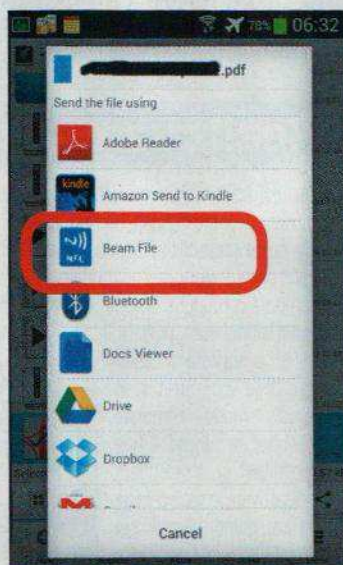 78% 06:32
.pdf
Send the file using
Adobe Reader
kindle
Amazon Send to Kindle
NFC
Beam File
Bluetooth
Docs Viewer
Drive
Dropbox
Cancel